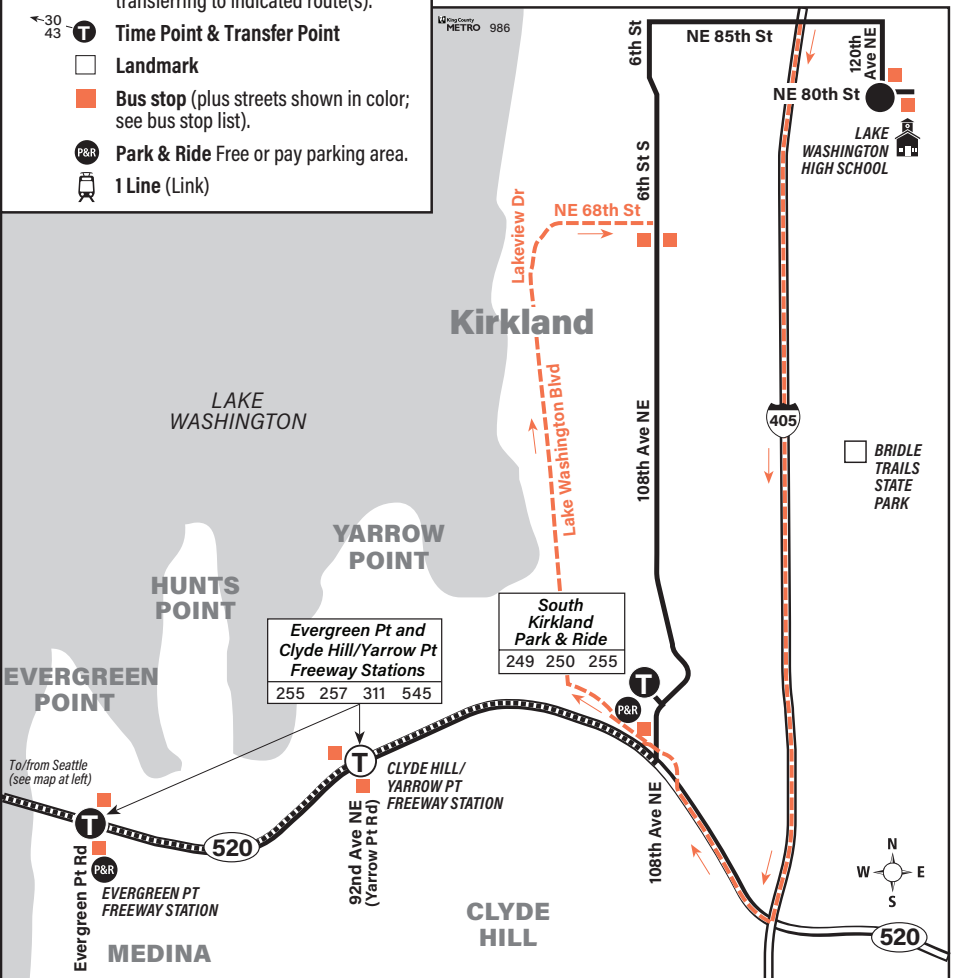 transferring to indicated route(s).
30
43
T
Time Point & Transfer Point
Landmark
Bus stop (plus streets shown in color;
see bus stop list).
P&R
Park & Ride Free or pay parking area.
1 Line (Link)
King County
METRO 986
6th St
NE 85th St
120th
Ave NE
NE 80th St
LAKE
WASHINGTON
HIGH SCHOOL
6th St S
NE 68th St
Lakeview Dr
Kirkland
LAKE
WASHINGTON
Lake Washington Blvd
108th Ave NE
405
BRIDLE
TRAILS
STATE
PARK
YARROW
POINT
HUNTS
POINT
EVERGREEN
POINT
Evergreen Pt and
Clyde Hill/Yarrow Pt
Freeway Stations
255 257 311 545
South
Kirkland
Park & Ride
249 250 255
T
P&R
To/from Seattle
(see map at left)
T
CLYDE HILL/
YARROW PT
FREEWAY STATION
92nd Ave NE
(Yarrow Pt Rd)
T
P&R
Evergreen Pt Rd
EVERGREEN PT
FREEWAY STATION
520
108th Ave NE
MEDINA
CLYDE
HILL
N
W
E
S
520